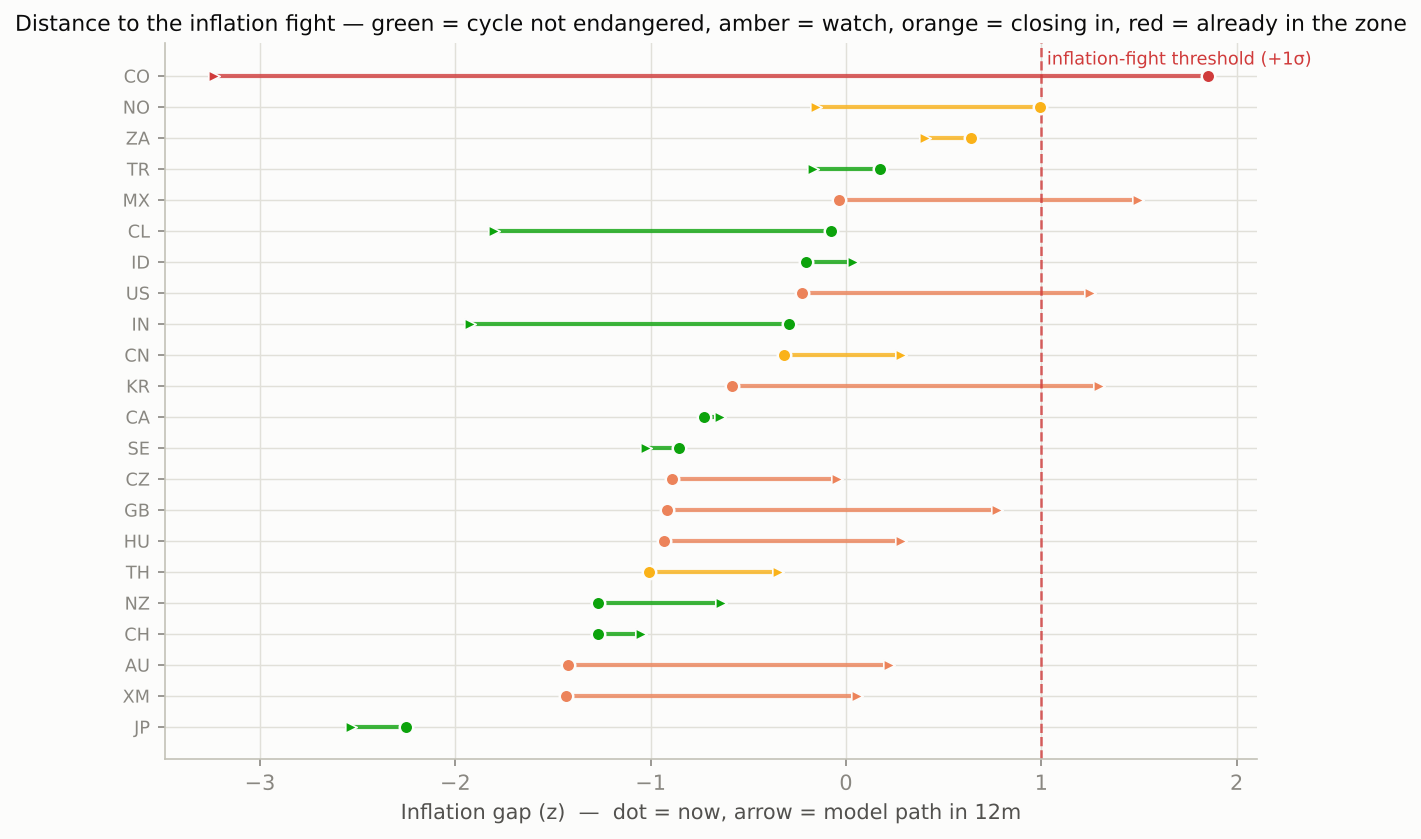 Distance to the inflation fight — green = cycle not endangered, amber = watch, orange = closing in, red = already in the zone
inflation-fight threshold (+1σ)
CO
NO
ZA
TR
MX
CL
ID
US
IN
CN
KR
CA
SE
CZ
GB
HU
TH
NZ
CH
AU
XM
JP
−3 −2 −1 0 1 2
Inflation gap (z) — dot = now, arrow = model path in 12m